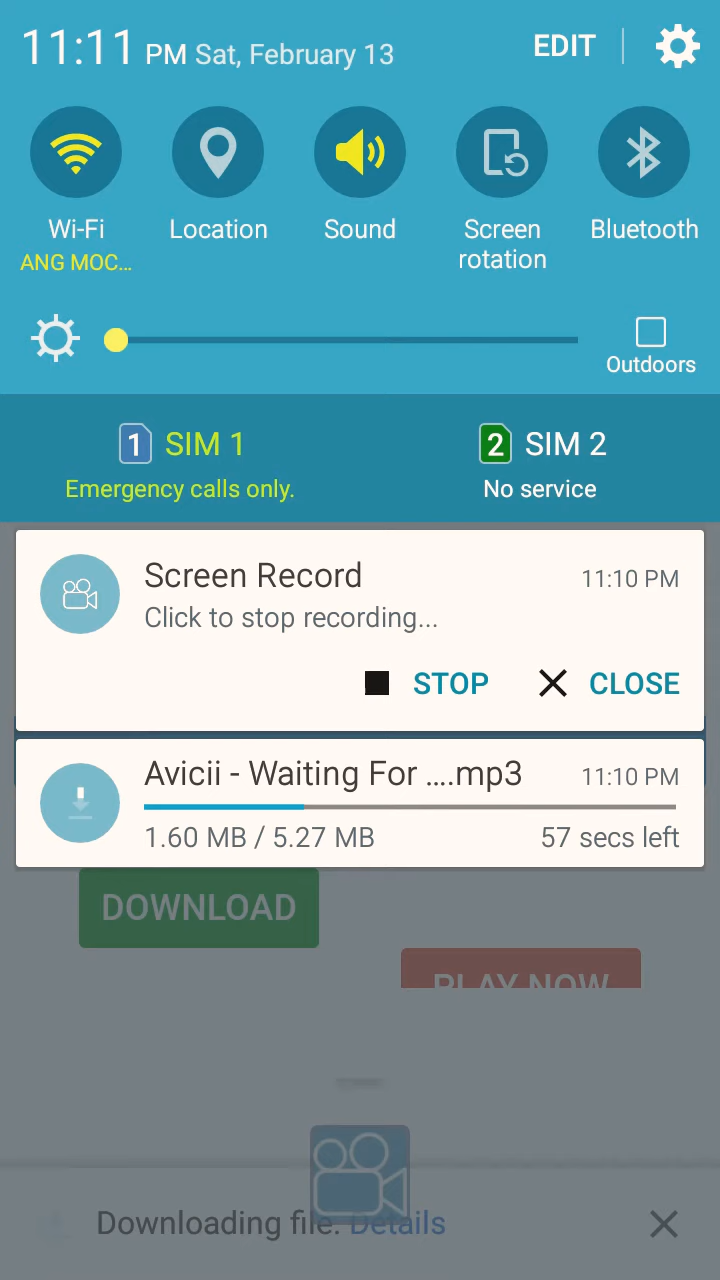 11:11 PM Sat, February 13 EDIT
Wi-Fi Location Sound Screen rotation Bluetooth
ANG MOC...
Outdoors
1 SIM 1 2 SIM 2
Emergency calls only. No service
Screen Record 11:10 PM
Click to stop recording...
STOP CLOSE
Avicii - Waiting For ....mp3 11:10 PM
1.60 MB / 5.27 MB 57 secs left
DOWNLOAD
PLAY NOW
Downloading file. Details